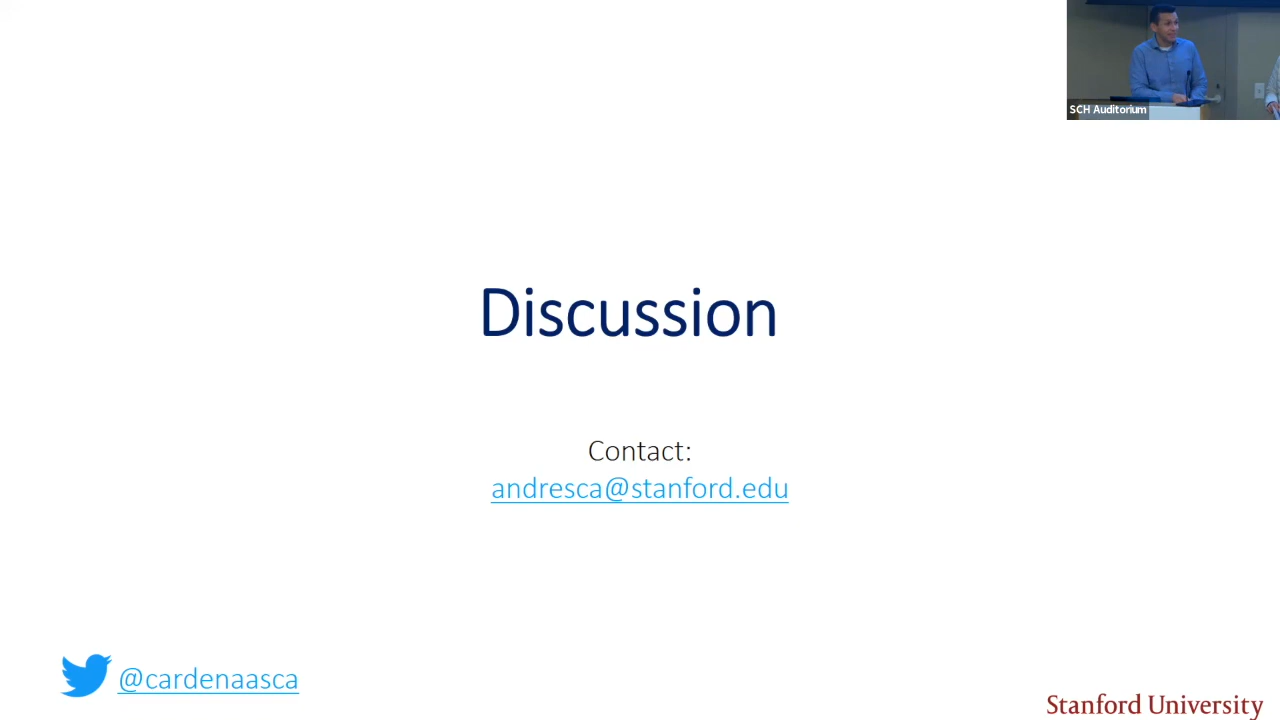 SCH Auditorium
Discussion
Contact:
andresca@stanford.edu
@cardenaasca
Stanford University